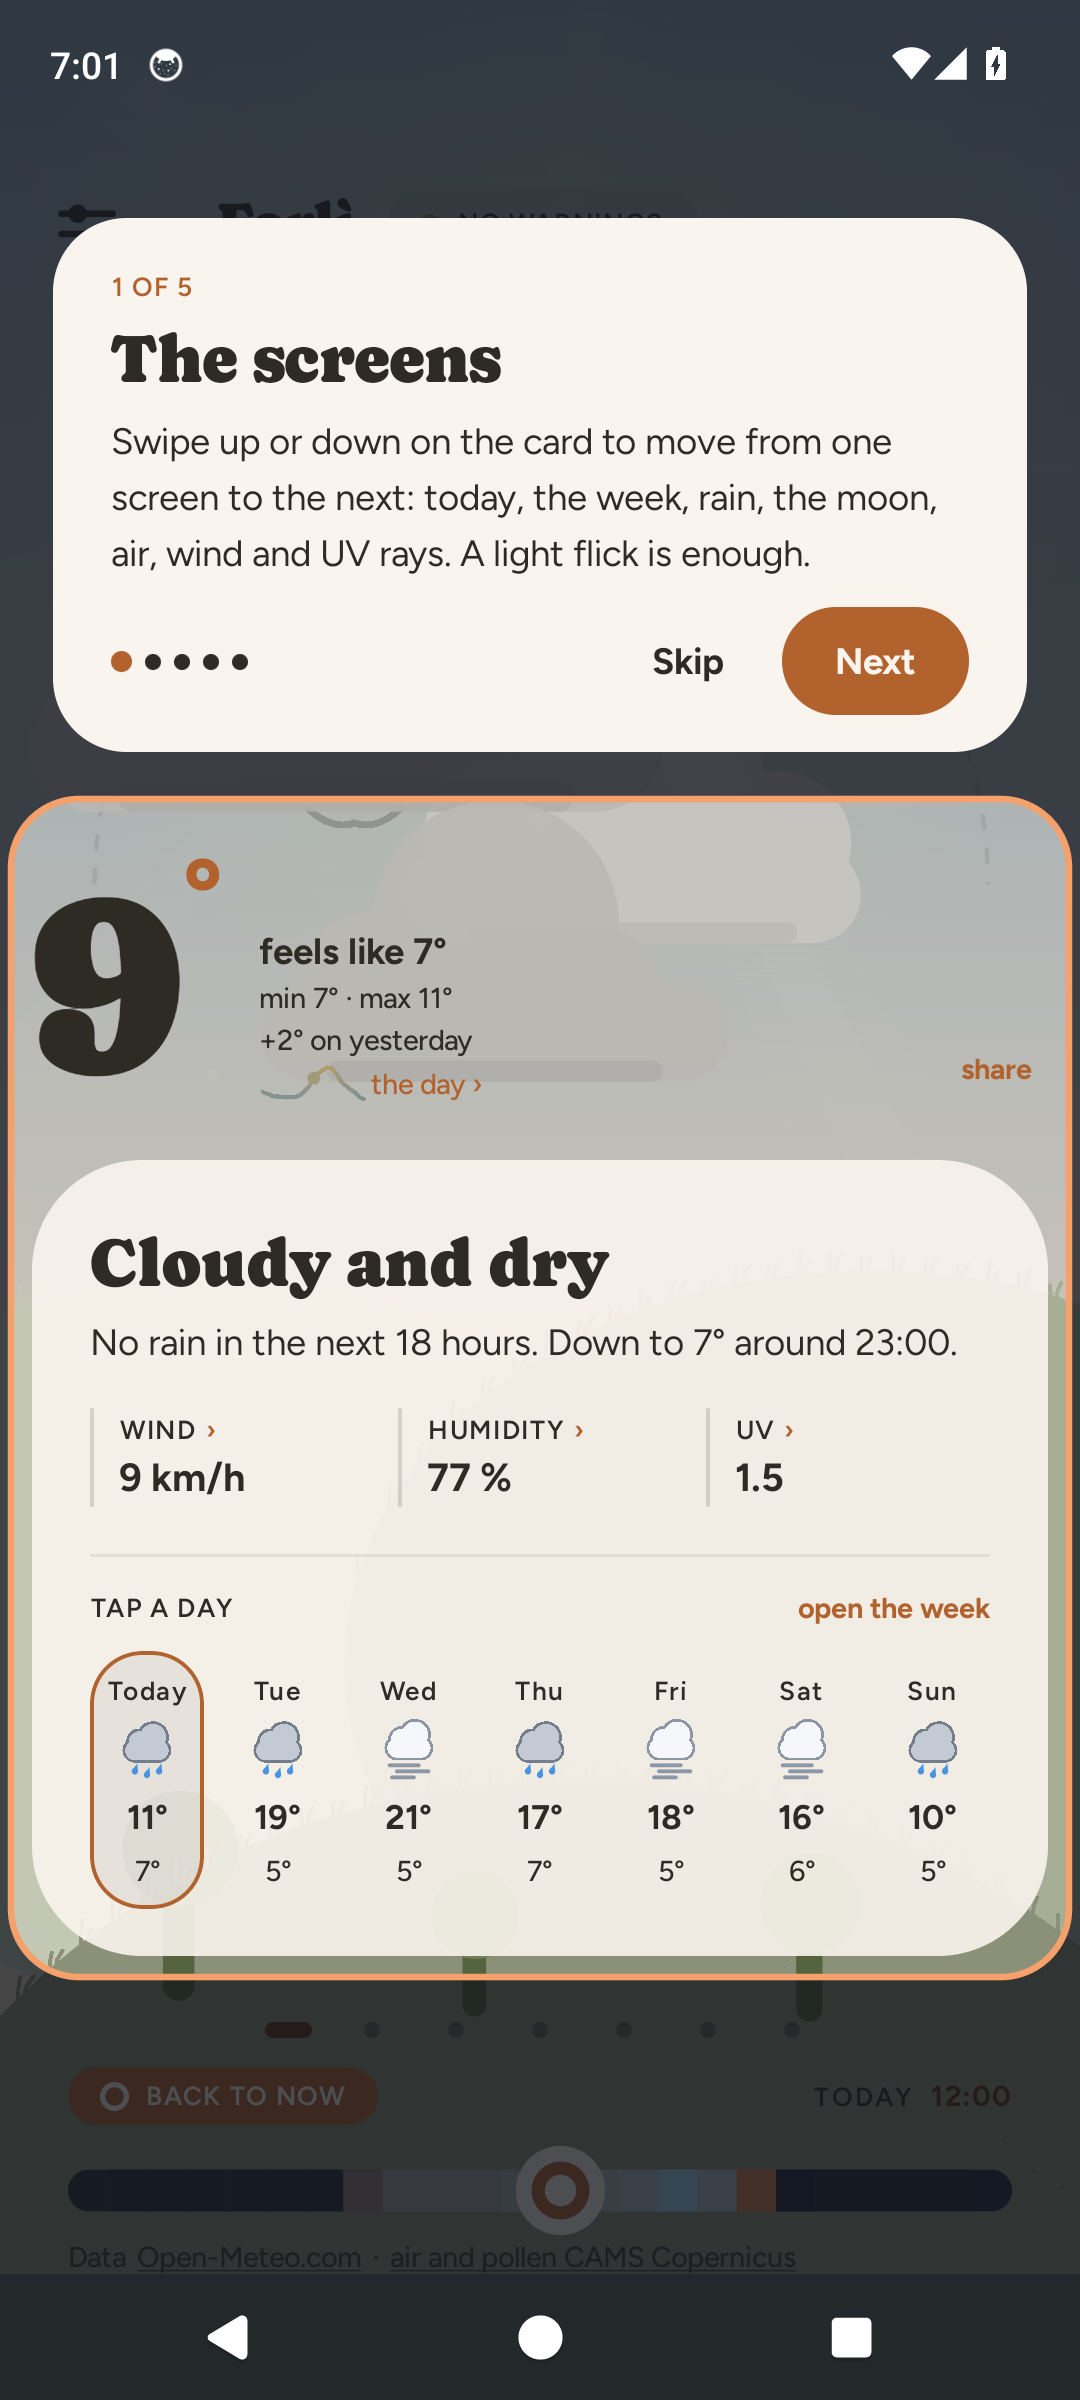 7:01
Forlì NO WARNINGS
1 OF 5
The screens
Swipe up or down on the card to move from one
screen to the next: today, the week, rain, the moon,
air, wind and UV rays. A light flick is enough.
Skip Next
9°
feels like 7°
min 7° · max 11°
+2° on yesterday
the day ›
share
Cloudy and dry
No rain in the next 18 hours. Down to 7° around 23:00.
WIND › HUMIDITY › UV ›
9 km/h 77 % 1.5
TAP A DAY open the week
Today Tue Wed Thu Fri Sat Sun
11° 19° 21° 17° 18° 16° 10°
7° 5° 5° 7° 5° 6° 5°
BACK TO NOW TODAY 12:00
Data Open-Meteo.com · air and pollen CAMS Copernicus